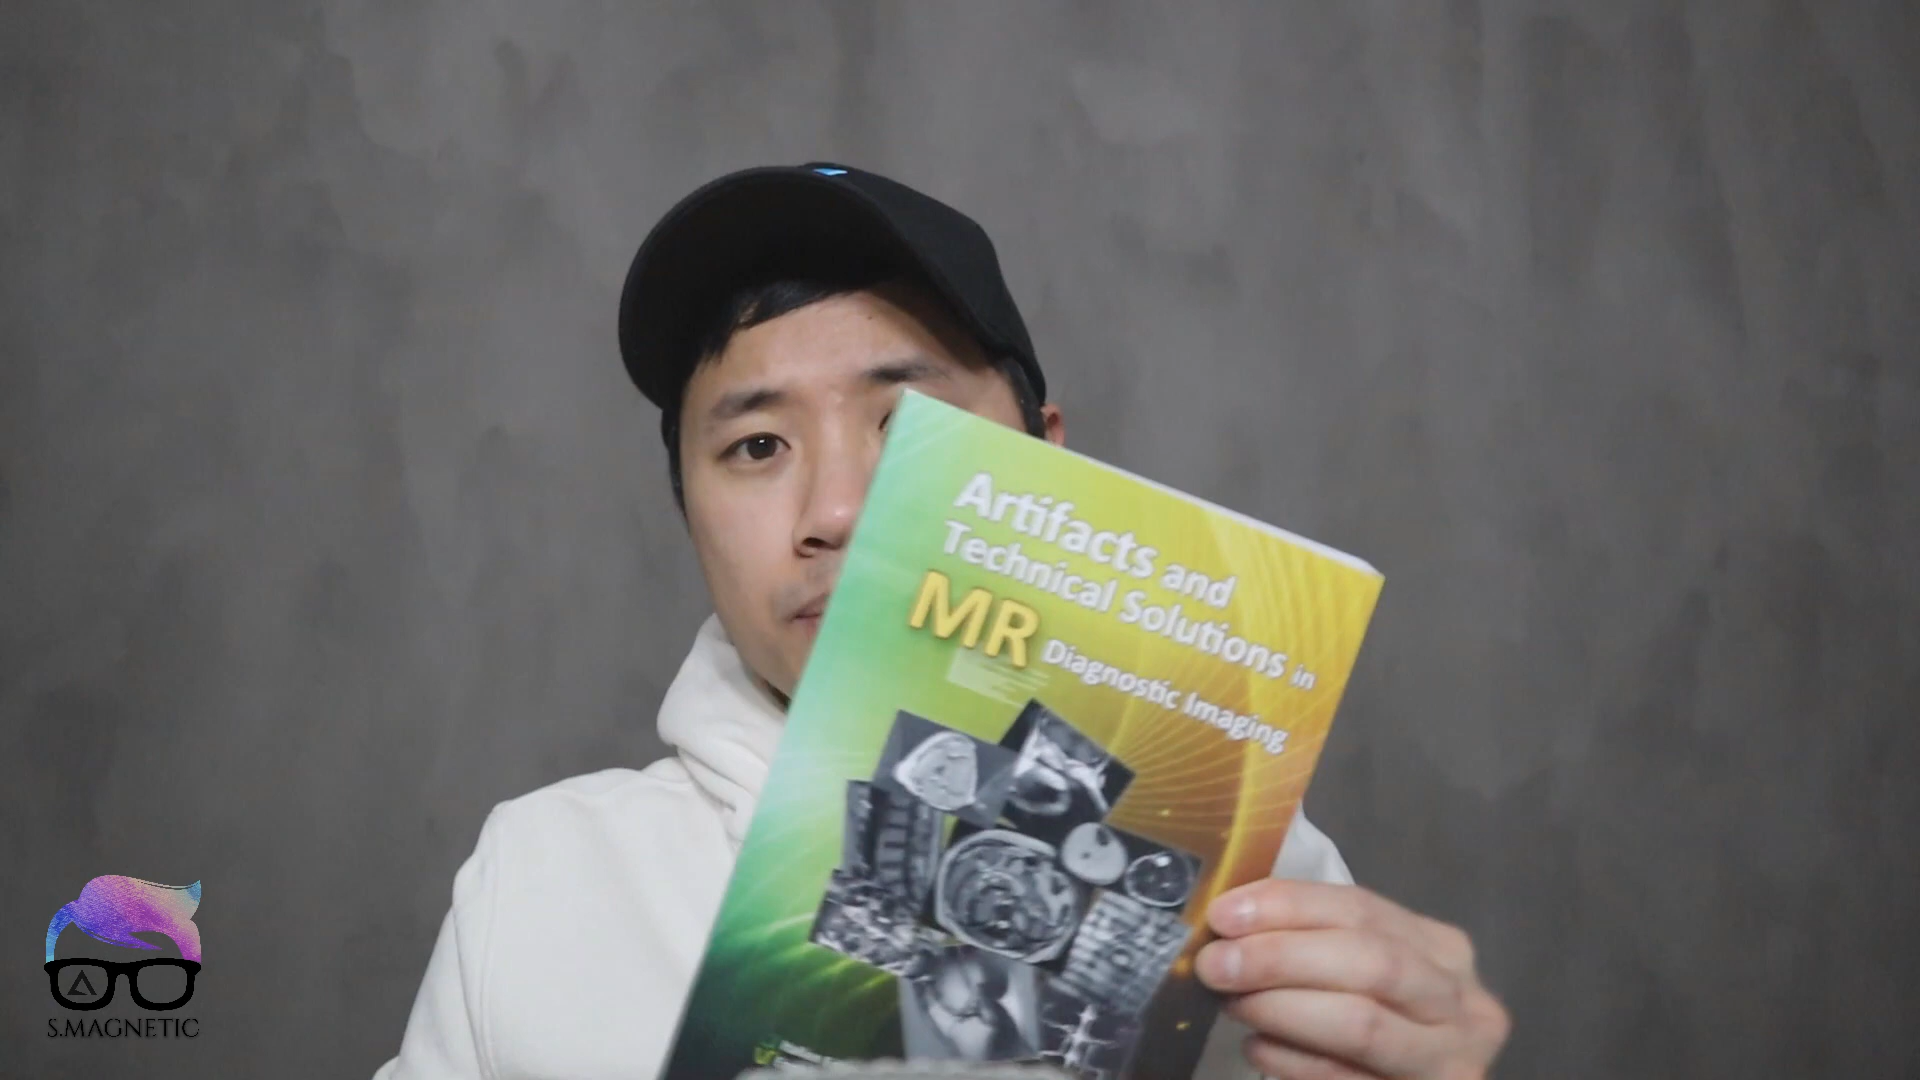 Artifacts and
Technical Solutions in
MR Diagnostic Imaging
S.MAGNETIC